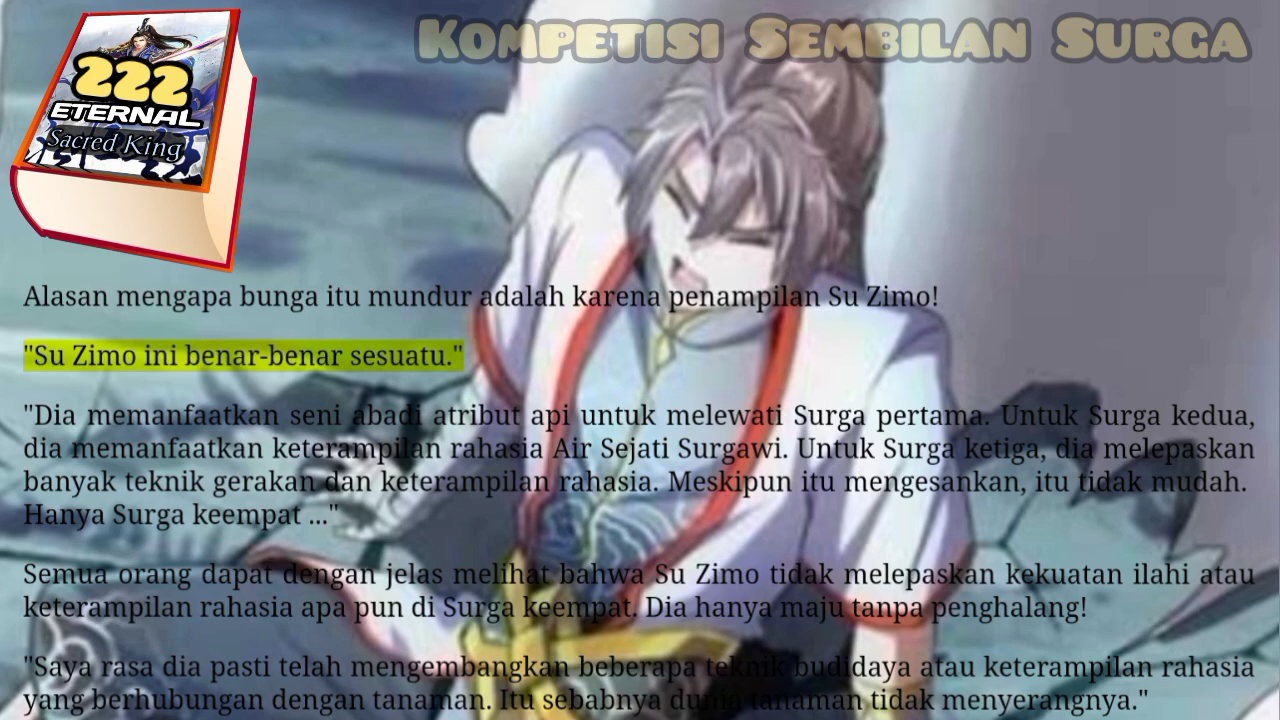 Kompetisi Sembilan Surga
222
ETERNAL
Sacred King
Alasan mengapa bunga itu mundur adalah karena penampilan Su Zimo!
"Su Zimo ini benar-benar sesuatu."
"Dia memanfaatkan seni abadi atribut api untuk melewati Surga pertama. Untuk Surga kedua,
dia memanfaatkan keterampilan rahasia Air Sejati Surgawi. Untuk Surga ketiga, dia melepaskan
banyak teknik gerakan dan keterampilan rahasia. Meskipun itu mengesankan, itu tidak mudah.
Hanya Surga keempat ..."
Semua orang dapat dengan jelas melihat bahwa Su Zimo tidak melepaskan kekuatan ilahi atau
keterampilan rahasia apa pun di Surga keempat. Dia hanya maju tanpa penghalang!
"Saya rasa dia pasti telah mengembangkan beberapa teknik budidaya atau keterampilan rahasia
yang berhubungan dengan tanaman. Itu sebabnya dunia tanaman tidak menyerangnya."